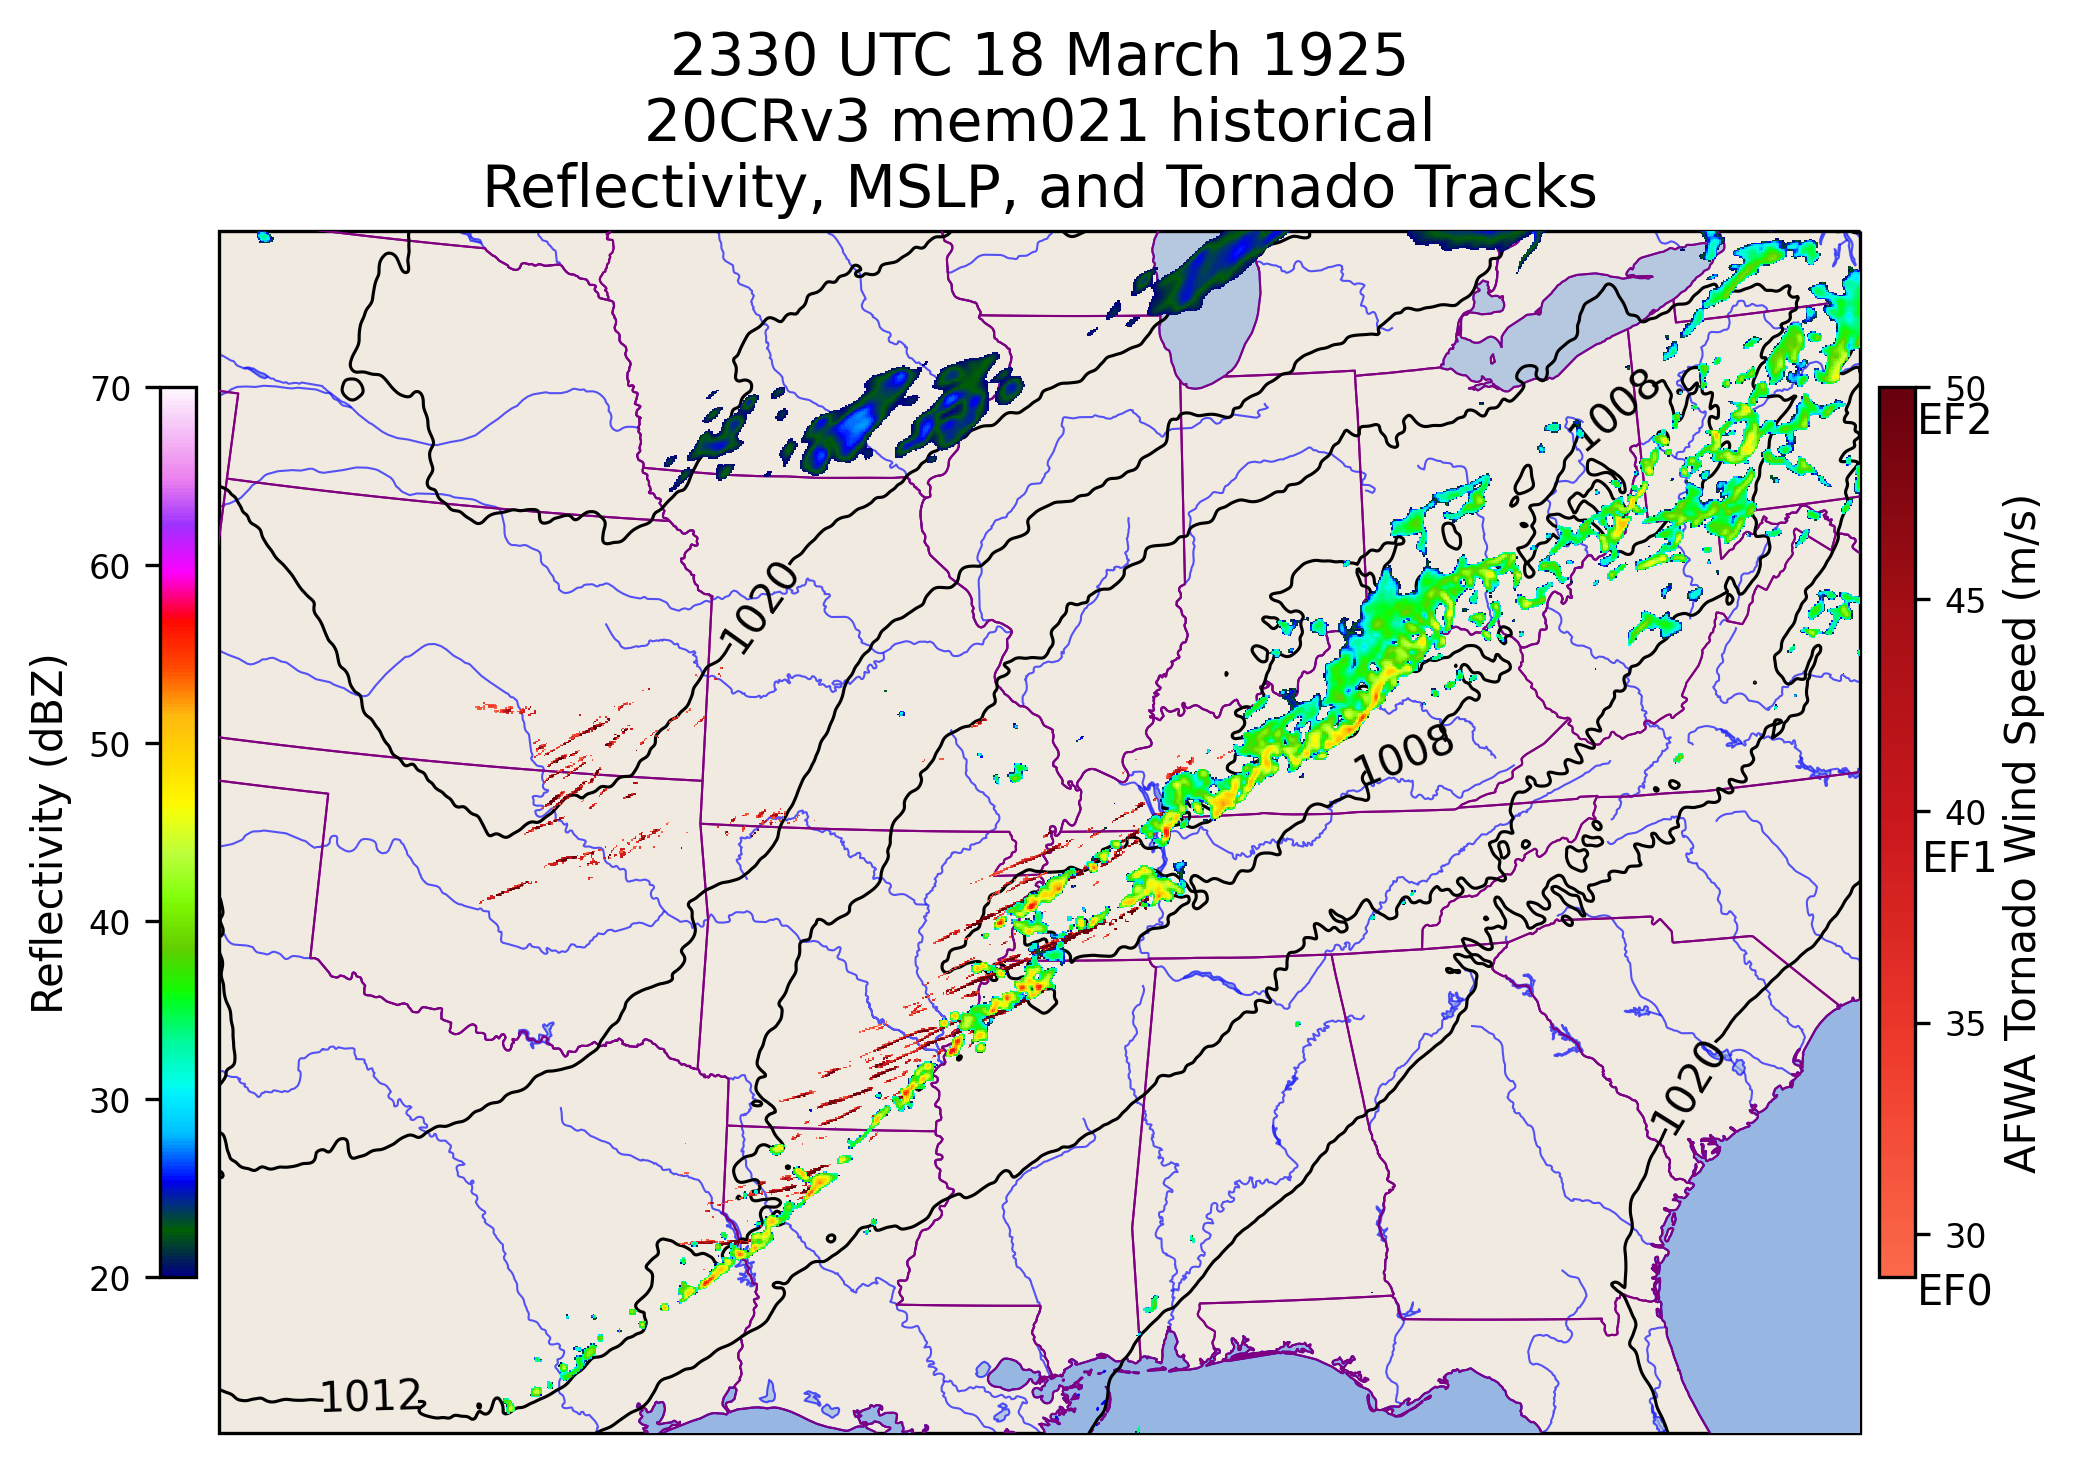 2330 UTC 18 March 1925
20CRv3 mem021 historical
Reflectivity, MSLP, and Tornado Tracks
Reflectivity (dBZ)
70
60
50
40
30
20
1020
1008
1008
1020
1012
50
EF2
45
40
EF1
35
30
EF0
AFWA Tornado Wind Speed (m/s)